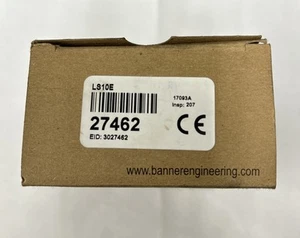 LS10E
17093A
Insp: 207
27462
CE
EID: 3027462
www.bannerengineering.com